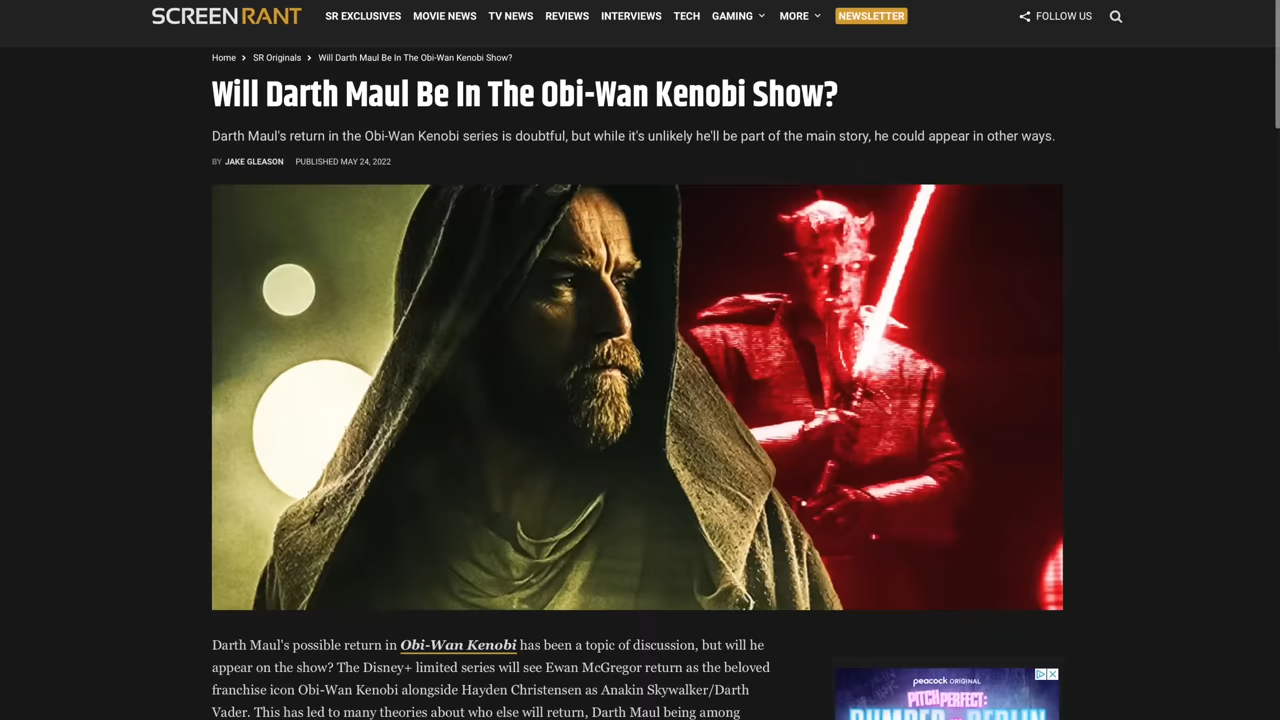 SCREENRANT SR EXCLUSIVES MOVIE NEWS TV NEWS REVIEWS INTERVIEWS TECH GAMING MORE NEWSLETTER FOLLOW US
Home > SR Originals > Will Darth Maul Be In The Obi-Wan Kenobi Show?
Will Darth Maul Be In The Obi-Wan Kenobi Show?
Darth Maul's return in the Obi-Wan Kenobi series is doubtful, but while it's unlikely he'll be part of the main story, he could appear in other ways.
BY JAKE GLEASON PUBLISHED MAY 24, 2022
Darth Maul's possible return in Obi-Wan Kenobi has been a topic of discussion, but will he
appear on the show? The Disney+ limited series will see Ewan McGregor return as the beloved
franchise icon Obi-Wan Kenobi alongside Hayden Christensen as Anakin Skywalker/Darth
Vader. This has led to many theories about who else will return, Darth Maul being among
peacock ORIGINAL
PITCH PERFECT:
BUMPER IN BERLIN